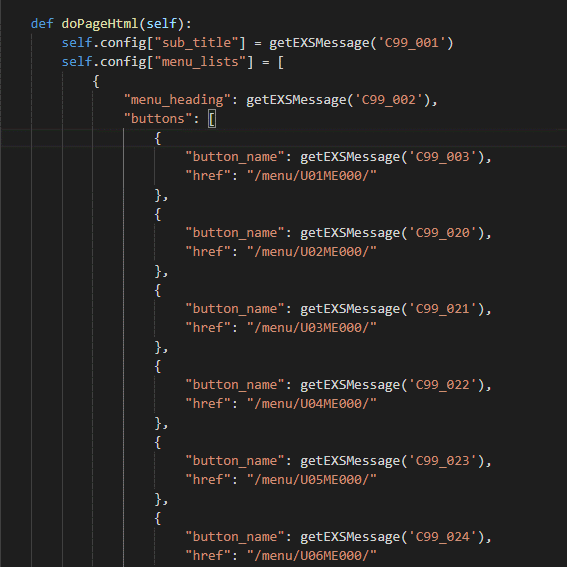 def doPageHtml(self):
self.config["sub_title"] = getEXSMessage('C99_001')
self.config["menu_lists"] = [
{
"menu_heading": getEXSMessage('C99_002'),
"buttons": [
{
"button_name": getEXSMessage('C99_003'),
"href": "/menu/U01ME000/"
},
{
"button_name": getEXSMessage('C99_020'),
"href": "/menu/U02ME000/"
},
{
"button_name": getEXSMessage('C99_021'),
"href": "/menu/U03ME000/"
},
{
"button_name": getEXSMessage('C99_022'),
"href": "/menu/U04ME000/"
},
{
"button_name": getEXSMessage('C99_023'),
"href": "/menu/U05ME000/"
},
{
"button_name": getEXSMessage('C99_024'),
"href": "/menu/U06ME000/"